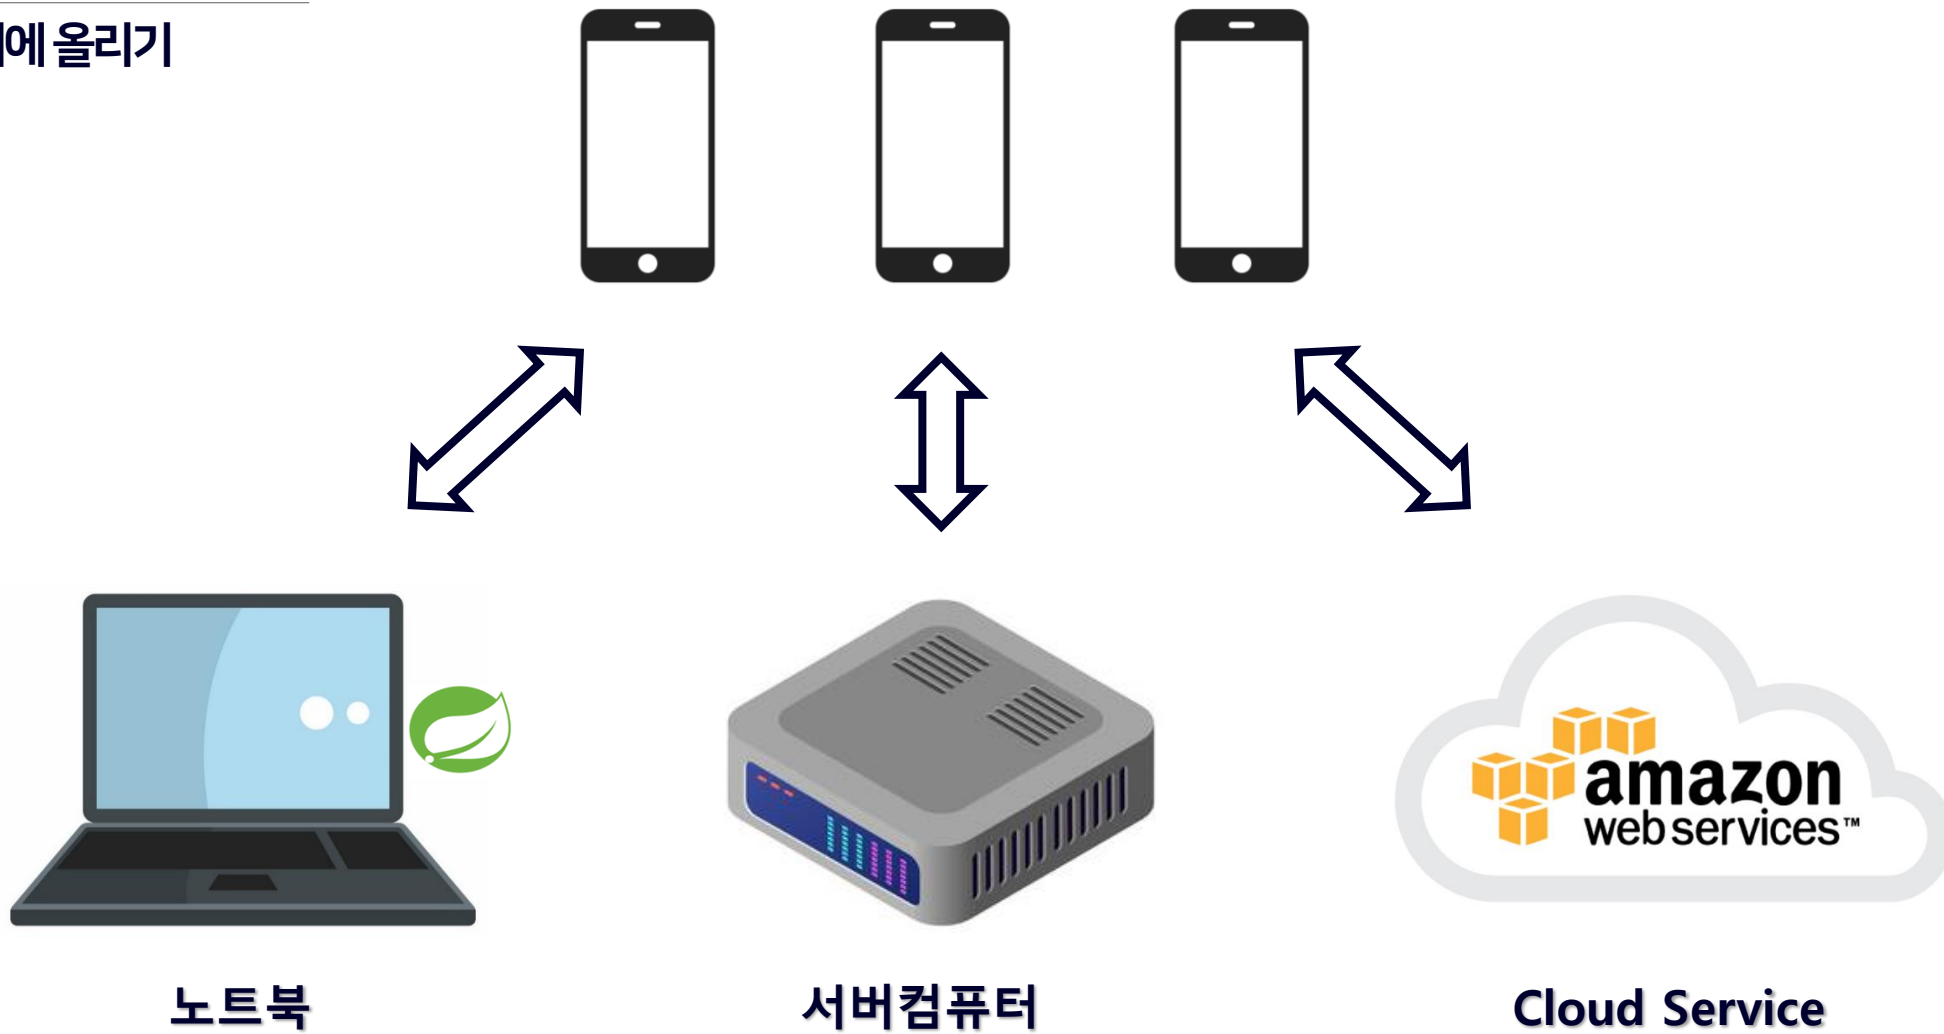 에 올리기
amazon
web services™
노트북
서버컴퓨터
Cloud Service